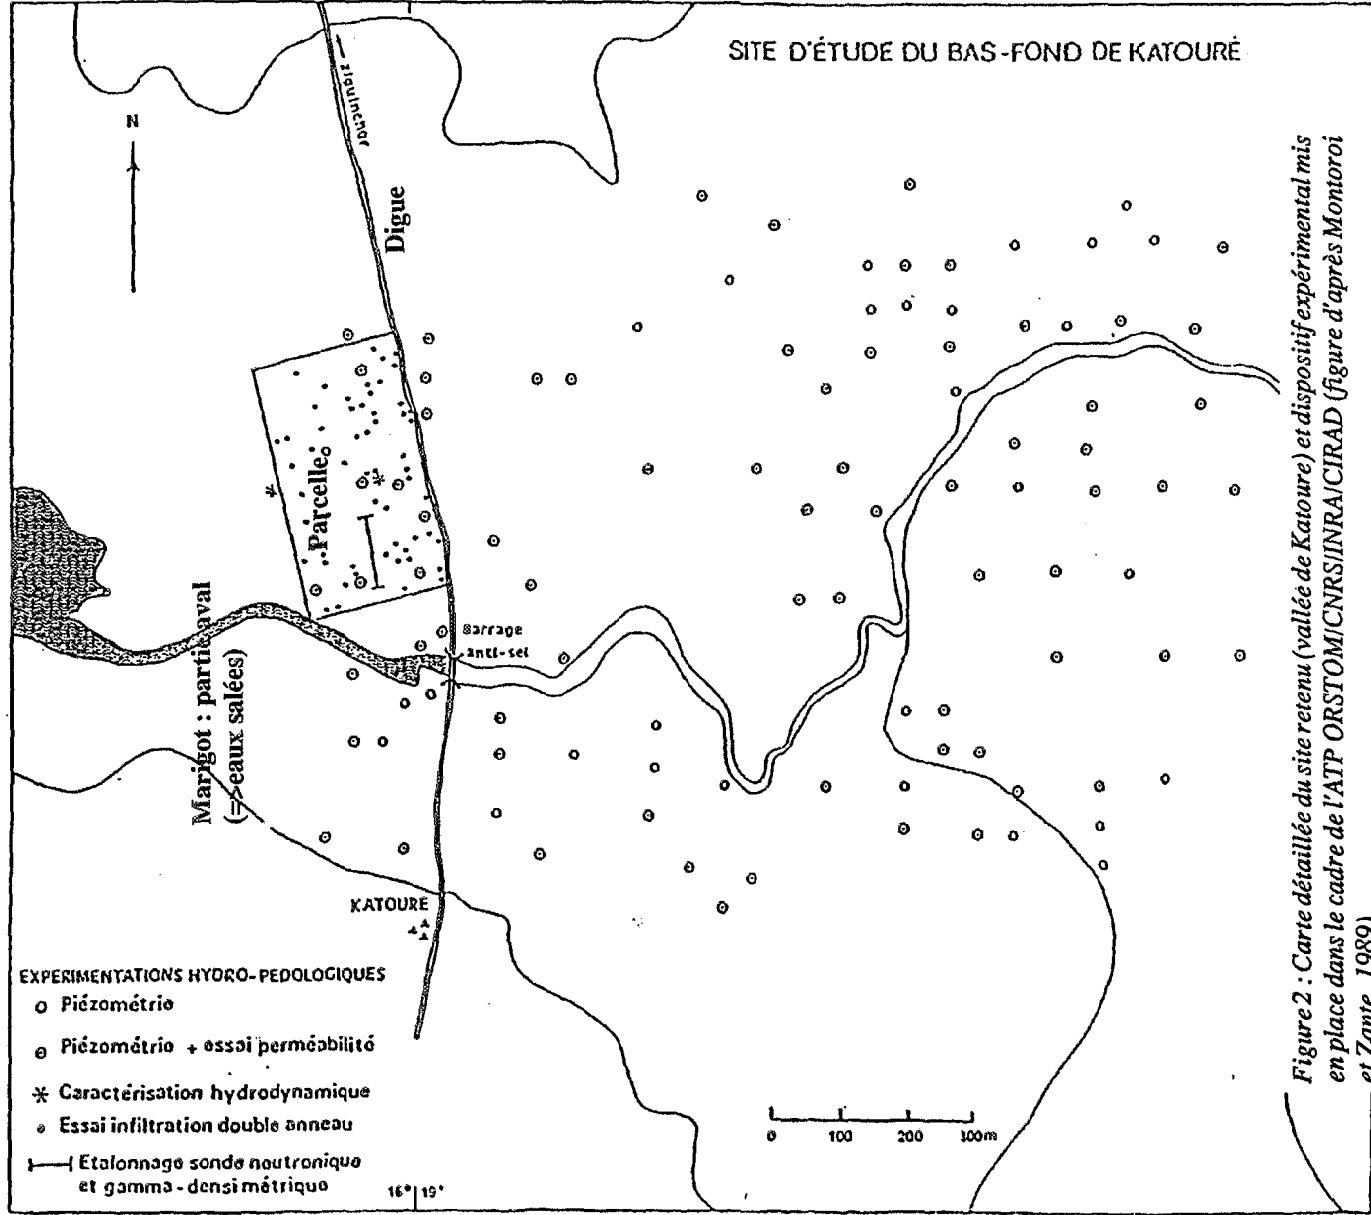 SITE D'ÉTUDE DU BAS-FOND DE KATOURÉ
N
ziguinchor
Digue
Parcelle
Barrage
anti-sel
Marigot : partie aval
(=>eaux salées)
KATOURÉ
EXPERIMENTATIONS HYDRO-PEDOLOGIQUES
Piézométrie
Piézométrie + essai perméabilité
Caractérisation hydrodynamique
Essai infiltration double anneau
Etalonnage sonde neutronique
et gamma-densimétrique
16° 19'
0 100 200 300m
Figure 2 : Carte détaillée du site retenu (vallée de Katoure) et dispositif expérimental mis
en place dans le cadre de l'ATP ORSTOM/CNRS/INRA/CIRAD (figure d'après Montoroi
et Zante, 1989)